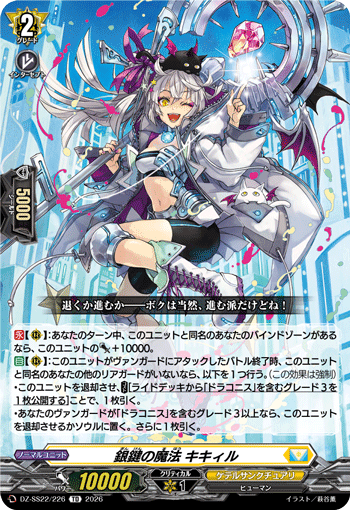 2
グレード
インターセプト
5000
シールド
退くか進むか――ボクは当然、進む派だけどね！
永【】：あなたのターン中、このユニットと同名のあなたのバインドゾーンがあるなら、このユニットの＋10000。
自【】：このユニットがヴァンガードにアタックしたバトル終了時、このユニットと同名のあなたの他のリアガードがいないなら、以下を１つ行う。（この効果は強制）
・このユニットを退却させ、【ライドデッキから「ドラコニス」を含むグレード３を１枚公開する】ことで、１枚引く。
・あなたのヴァンガードが「ドラコニス」を含むグレード３以上なら、このユニットをあなたからソウルに置く。さらに１枚引く。
ノーマルユニット
銀鍵の魔法 キキィル
パワー
10000
クリティカル
1
ケテルサンクチュアリ
ヒューマン
DZ-SS22/226 TD 2026
イラスト／萩谷薫